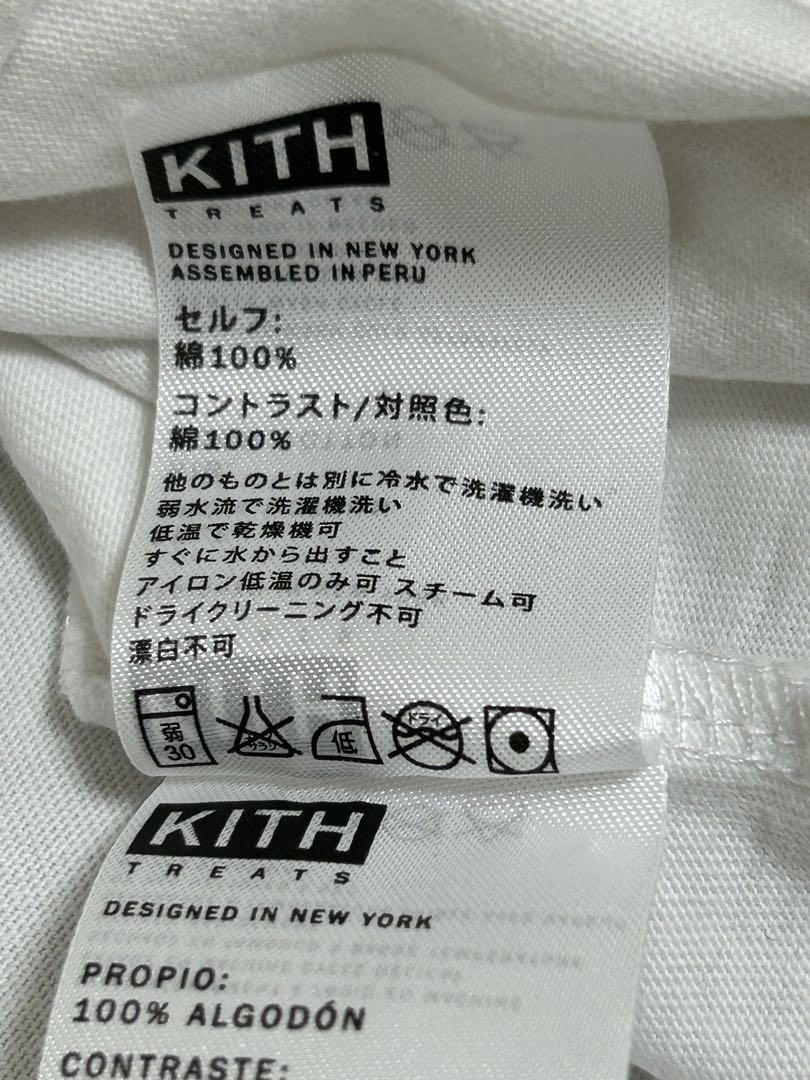 KITH
TREATS
DESIGNED IN NEW YORK
ASSEMBLED IN PERU
セルフ:
綿100%
コントラスト/対照色:
綿100%
他のものとは別に冷水で洗濯機洗い
弱水流で洗濯機洗い
低温で乾燥機可
すぐに水から出すこと
アイロン低温のみ可 スチーム可
ドライクリーニング不可
漂白不可
弱
30
サラシ
低
ドライ
KITH
TREATS
DESIGNED IN NEW YORK
PROPIO:
100% ALGODÓN
CONTRASTE: